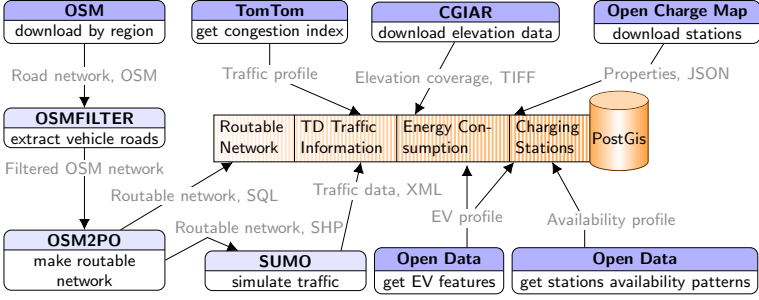 OSM
download by region
TomTom
get congestion index
CGIAR
download elevation data
Open Charge Map
download stations
Road network, OSM
Traffic profile
Elevation coverage, TIFF
Properties, JSON
OSMFILTER
extract vehicle roads
Routable
Network
TD Traffic
Information
Energy Con-
sumption
Charging
Stations
PostGis
Filtered OSM network
Routable network, SQL
Traffic data, XML
EV profile
Availability profile
Routable network, SHP
OSM2PO
make routable
network
SUMO
simulate traffic
Open Data
get EV features
Open Data
get stations availability patterns